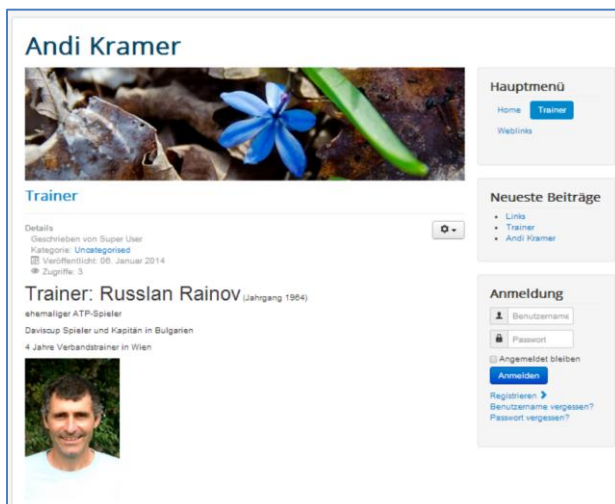 Andi Kramer
Trainer
Details
Geschrieben von Super User
Kategorie: Uncategorised
Veröffentlicht: 06. Januar 2014
Zugriffe: 3
Trainer: Russlan Rainov (Jahrgang 1964)
ehemaliger ATP-Spieler
Daviscup Spieler und Kapitän in Bulgarien
4 Jahre Verbandstrainer in Wien
Hauptmenü
Home Trainer
Weblinks
Neueste Beiträge
Links
Trainer
Andi Kramer
Anmeldung
Benutzername
Passwort
Angemeldet bleiben
Anmelden
Registrieren
Benutzername vergessen?
Passwort vergessen?